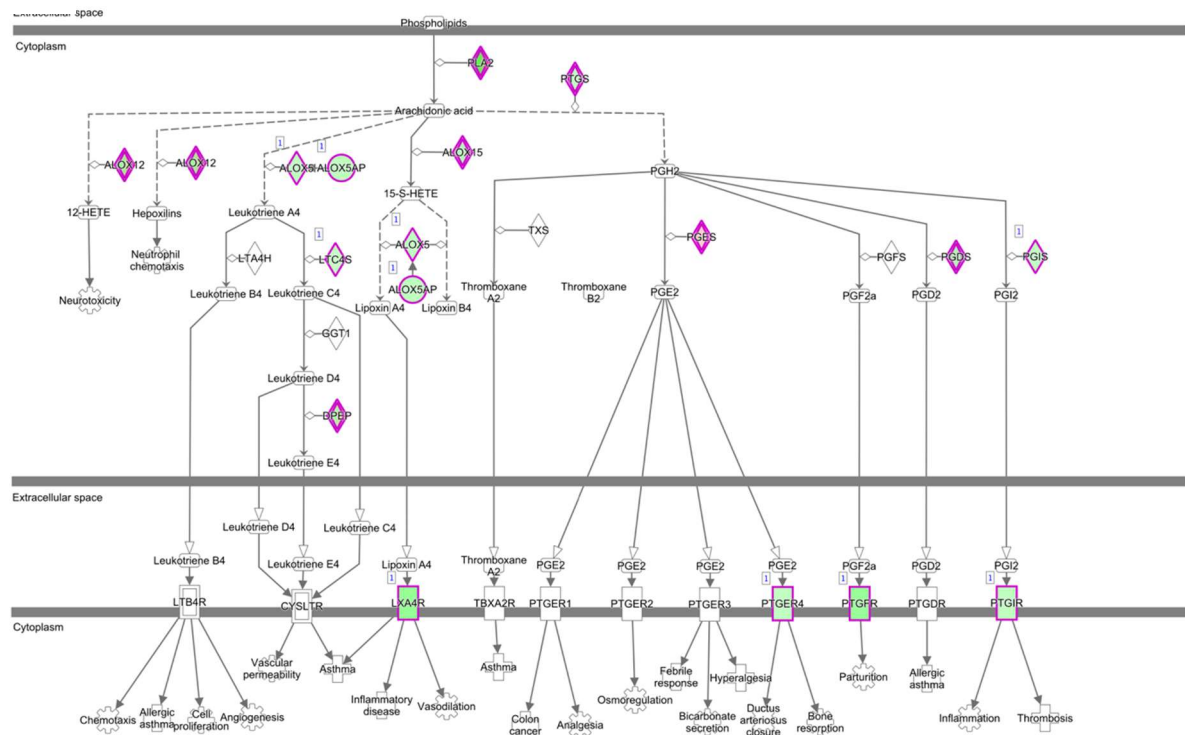 Extracellular space
Phospholipids
Cytoplasm
PLA2
PTGS
Arachidonic acid
1
1
ALOX12
ALOX12
ALOX5
ALOX5AP
ALOX15
PGH2
15-S-HETE
12-HETE
Hepoxilins
Leukotriene A4
1
TXS
1
1
PGES
Neutrophil
chemotaxis
LTA4H
LTC4S
ALOX5
PGFS
PGDS
PGIS
1
ALOX5AP
Neurotoxicity
Leukotriene B4
Leukotriene C4
Lipoxin A4
Lipoxin B4
Thromboxane
A2
Thromboxane
B2
PGE2
PGF2a
PGD2
PGI2
GGT1
Leukotriene D4
DPEP
Leukotriene E4
Extracellular space
Leukotriene D4
Leukotriene C4
Leukotriene B4
Leukotriene E4
Lipoxin A4
Thromboxane
A2
PGE2
PGE2
PGE2
PGE2
PGF2a
PGD2
PGI2
1
1
1
1
LTB4R
CYSLTR
LXA4R
TBXA2R
PTGER1
PTGER2
PTGER3
PTGER4
PTGFR
PTGDR
PTGIR
Cytoplasm
Vascular
permeability
Asthma
Asthma
Febrile
response
Hyperalgesia
Parturition
Allergic
asthma
Inflammatory
disease
Vasodilation
Osmoregulation
Chemotaxis
Allergic
asthma
Cell
proliferation
Angiogenesis
Colon
cancer
Analgesia
Bicarbonate
secretion
Ductus
arteriosus
closure
Bone
resorption
Inflammation
Thrombosis